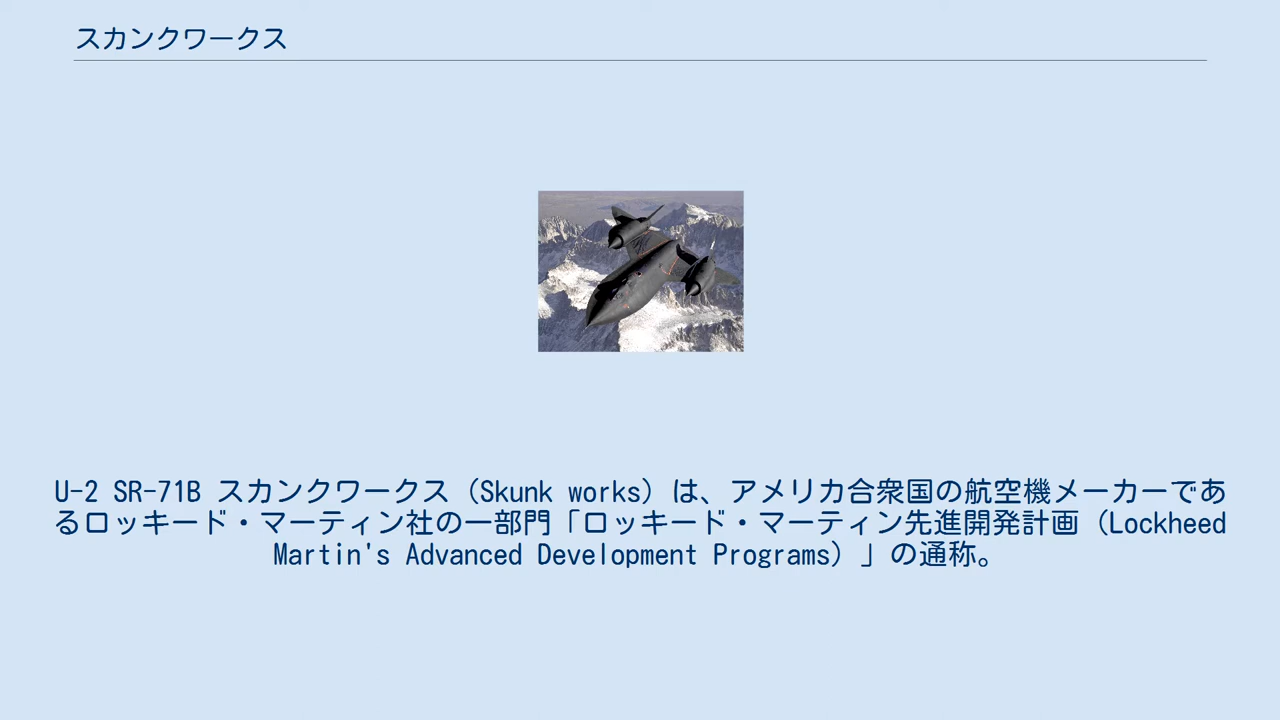 スカンクワークス
U-2 SR-71B スカンクワークス（Skunk works）は、アメリカ合衆国の航空機メーカーであ
るロッキード・マーティン社の一部門「ロッキード・マーティン先進開発計画（Lockheed
Martin's Advanced Development Programs）」の通称。